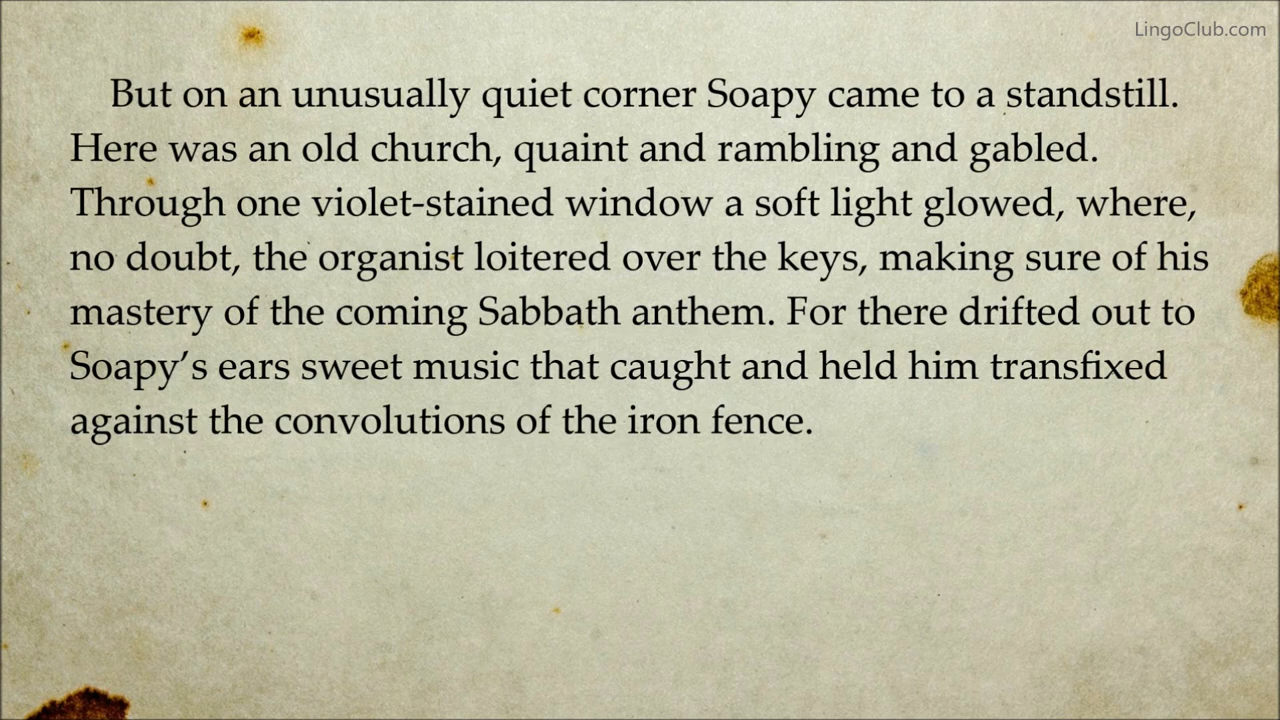 LingoClub.com
But on an unusually quiet corner Soapy came to a standstill.
Here was an old church, quaint and rambling and gabled.
Through one violet-stained window a soft light glowed, where,
no doubt, the organist loitered over the keys, making sure of his
mastery of the coming Sabbath anthem. For there drifted out to
Soapy’s ears sweet music that caught and held him transfixed
against the convolutions of the iron fence.